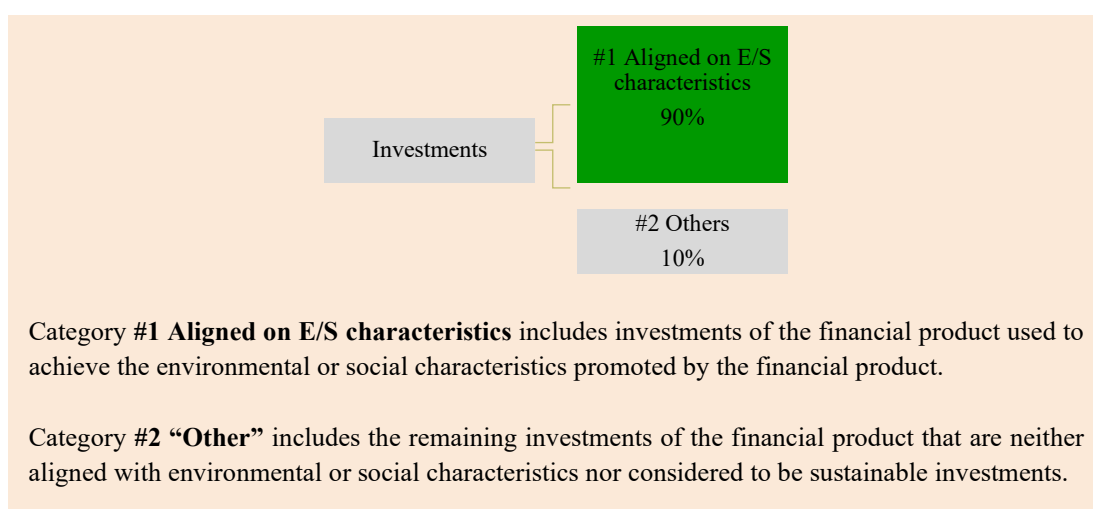 #1 Aligned on E/S
characteristics
90%
Investments
#2 Others
10%
Category #1 Aligned on E/S characteristics includes investments of the financial product used to
achieve the environmental or social characteristics promoted by the financial product.
Category #2 “Other” includes the remaining investments of the financial product that are neither
aligned with environmental or social characteristics nor considered to be sustainable investments.